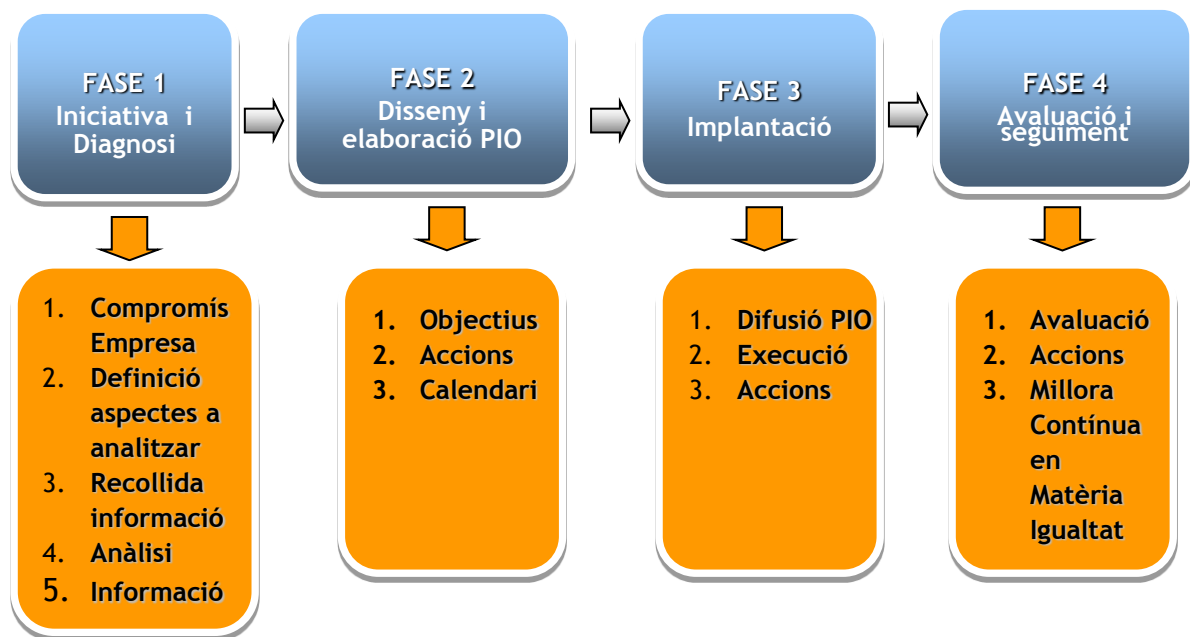 FASE 1
Iniciativa i
Diagnosi
FASE 2
Disseny i
elaboració PIO
FASE 3
Implantació
FASE 4
Avaluació i
seguiment
1. Compromís
Empresa
2. Definició
aspectes a
analitzar
3. Recollida
informació
4. Anàlisi
5. Informació
1. Objectius
2. Accions
3. Calendari
1. Difusió PIO
2. Execució
3. Accions
1. Avaluació
2. Accions
3. Millora
Contínua
en
Matèria
Igualtat